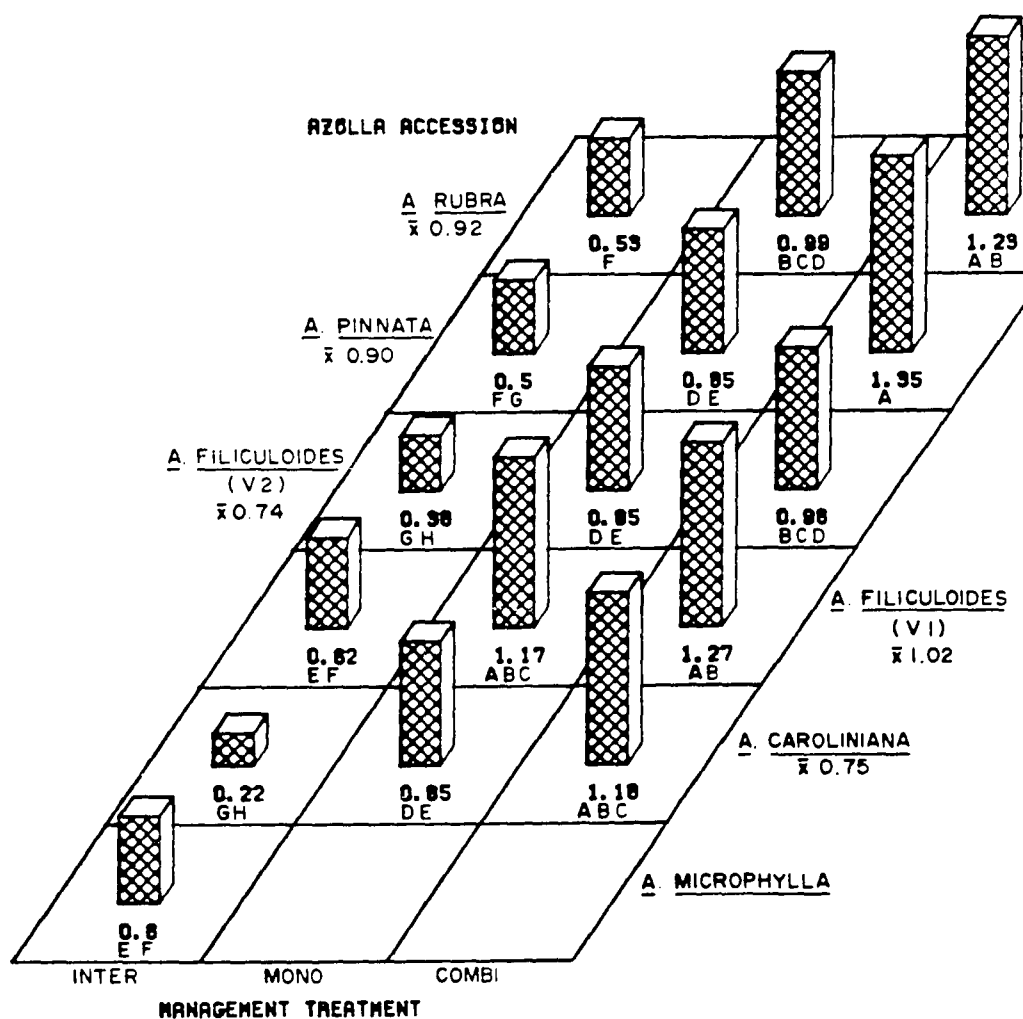 AZOLLA ACCESSION
A RUBRA
x̄ 0.92
0.53
F
0.99
BCD
1.23
AB
A. PINNATA
x̄ 0.90
0.5
FG
0.85
DE
1.35
A
A. FILICULOIDES
(V2)
x̄ 0.74
0.38
GH
0.85
DE
0.98
BCD
0.62
EF
1.17
ABC
1.27
AB
A. FILICULOIDES
(V1)
x̄ 1.02
0.22
GH
0.85
DE
1.18
ABC
A. CAROLINIANA
x̄ 0.75
0.6
EF
A. MICROPHYLLA
INTER MONO COMBI
MANAGEMENT TREATMENT